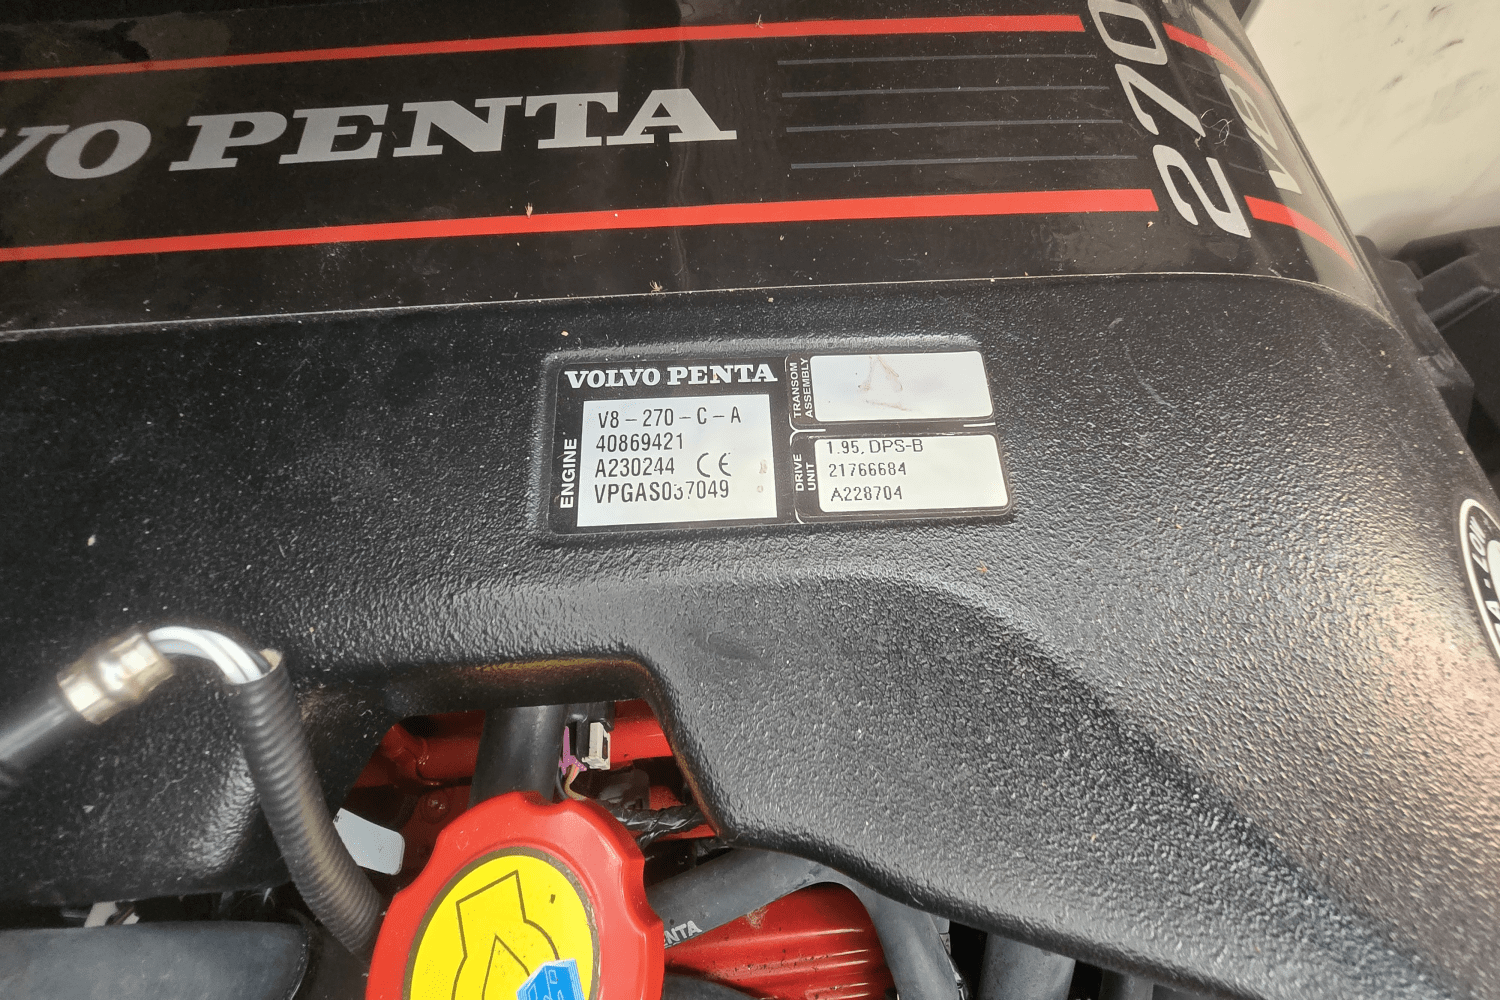 VO PENTA
270
V8
VOLVO PENTA
ENGINE
V8-270-C-A
40869421
A230244 CE
VPGAS037049
TRANSOM
ASSEMBLY
DRIVE
UNIT
1.95, DPS-B
21766684
A228704
ENTA